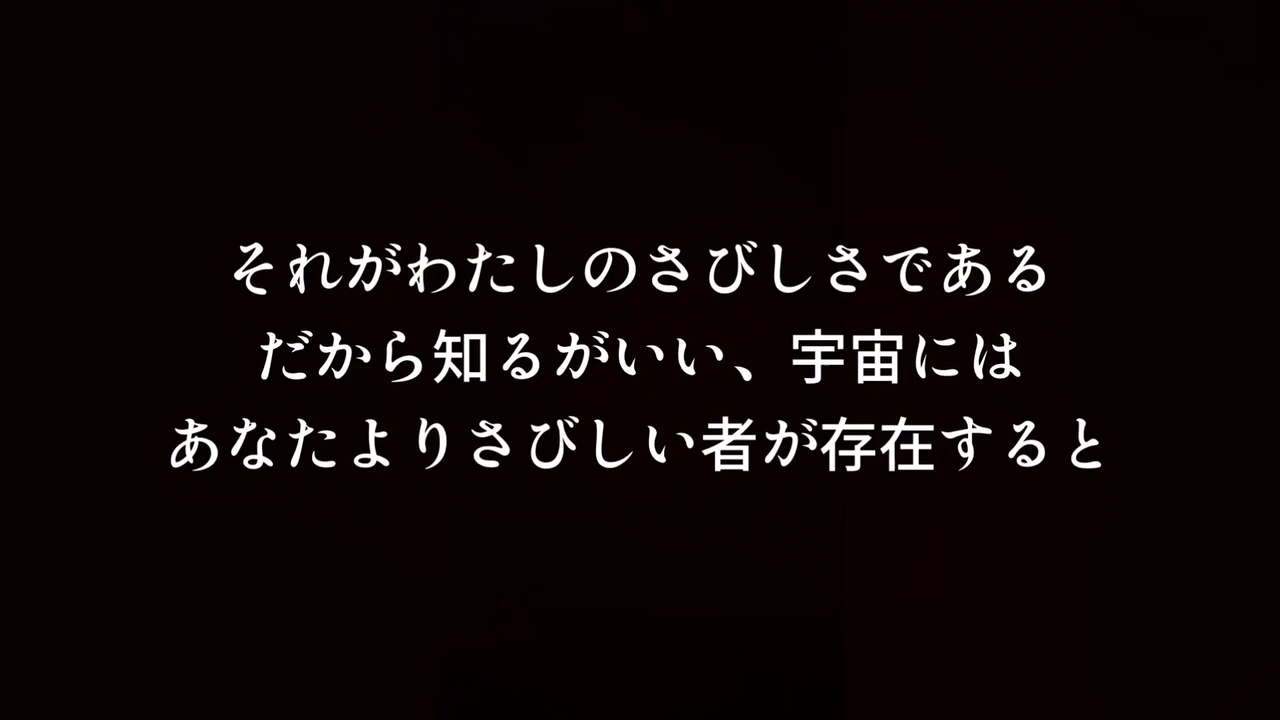 それがわたしのさびしさである
だから知るがいい、宇宙には
あなたよりさびしい者が存在すると